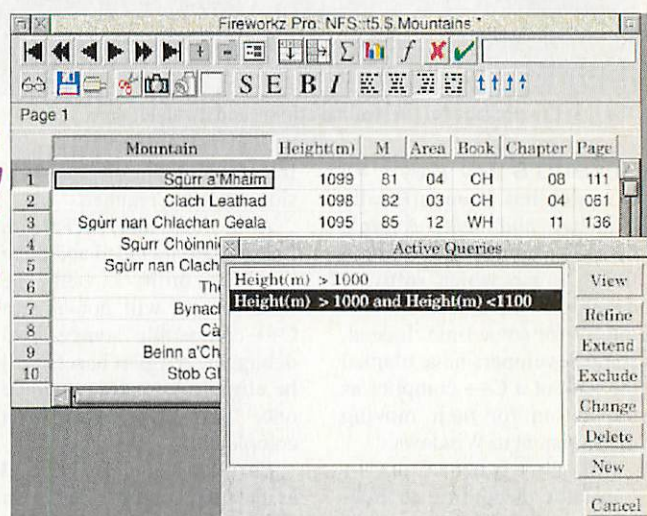 Fireworkz Pro: NFS::t5.$.Mountains *
Σ f
S E B I
Page 1
Mountain Height(m) M Area Book Chapter Page
1 Sgùrr a'Mhàim 1099 81 04 CH 08 111
2 Clach Leathad 1098 82 03 CH 04 061
3 Sgùrr nan Chlachan Geala 1095 85 12 WH 11 136
4 Sgùrr Chòinni
5 Sgùrr nan Clach
6 Th
7 Bynac
8 Cà
9 Beinn a'Ch
10 Stob G
Active Queries
Height(m) > 1000
Height(m) > 1000 and Height(m) <1100
View
Refine
Extend
Exclude
Change
Delete
New
Cancel